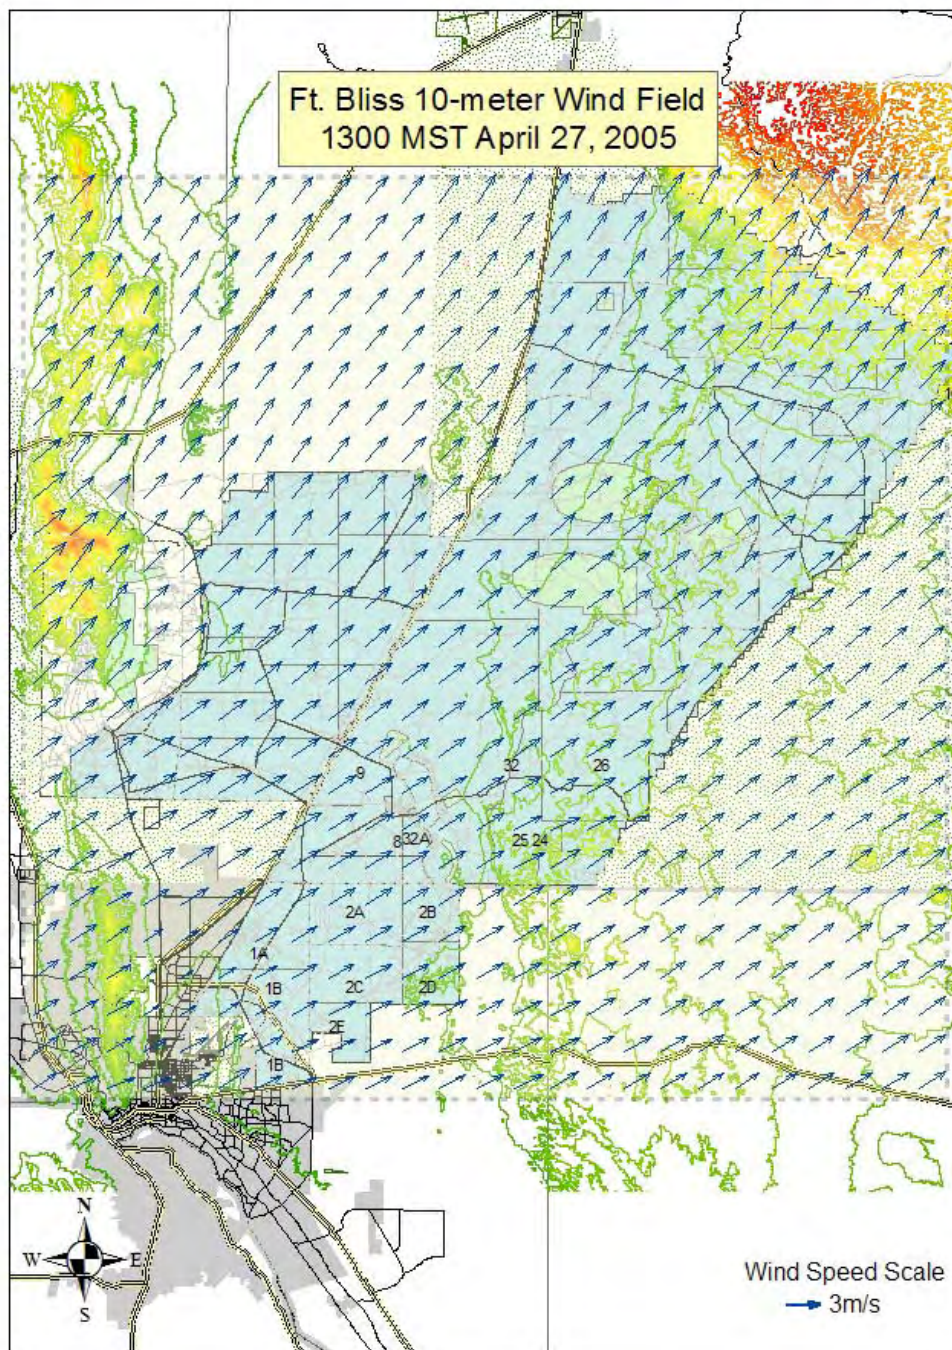 Ft. Bliss 10-meter Wind Field
1300 MST April 27, 2005
9
32
26
8
32A
25
24
2A
2B
1A
1B
2C
2D
2E
1B
N
W
E
S
Wind Speed Scale
3m/s